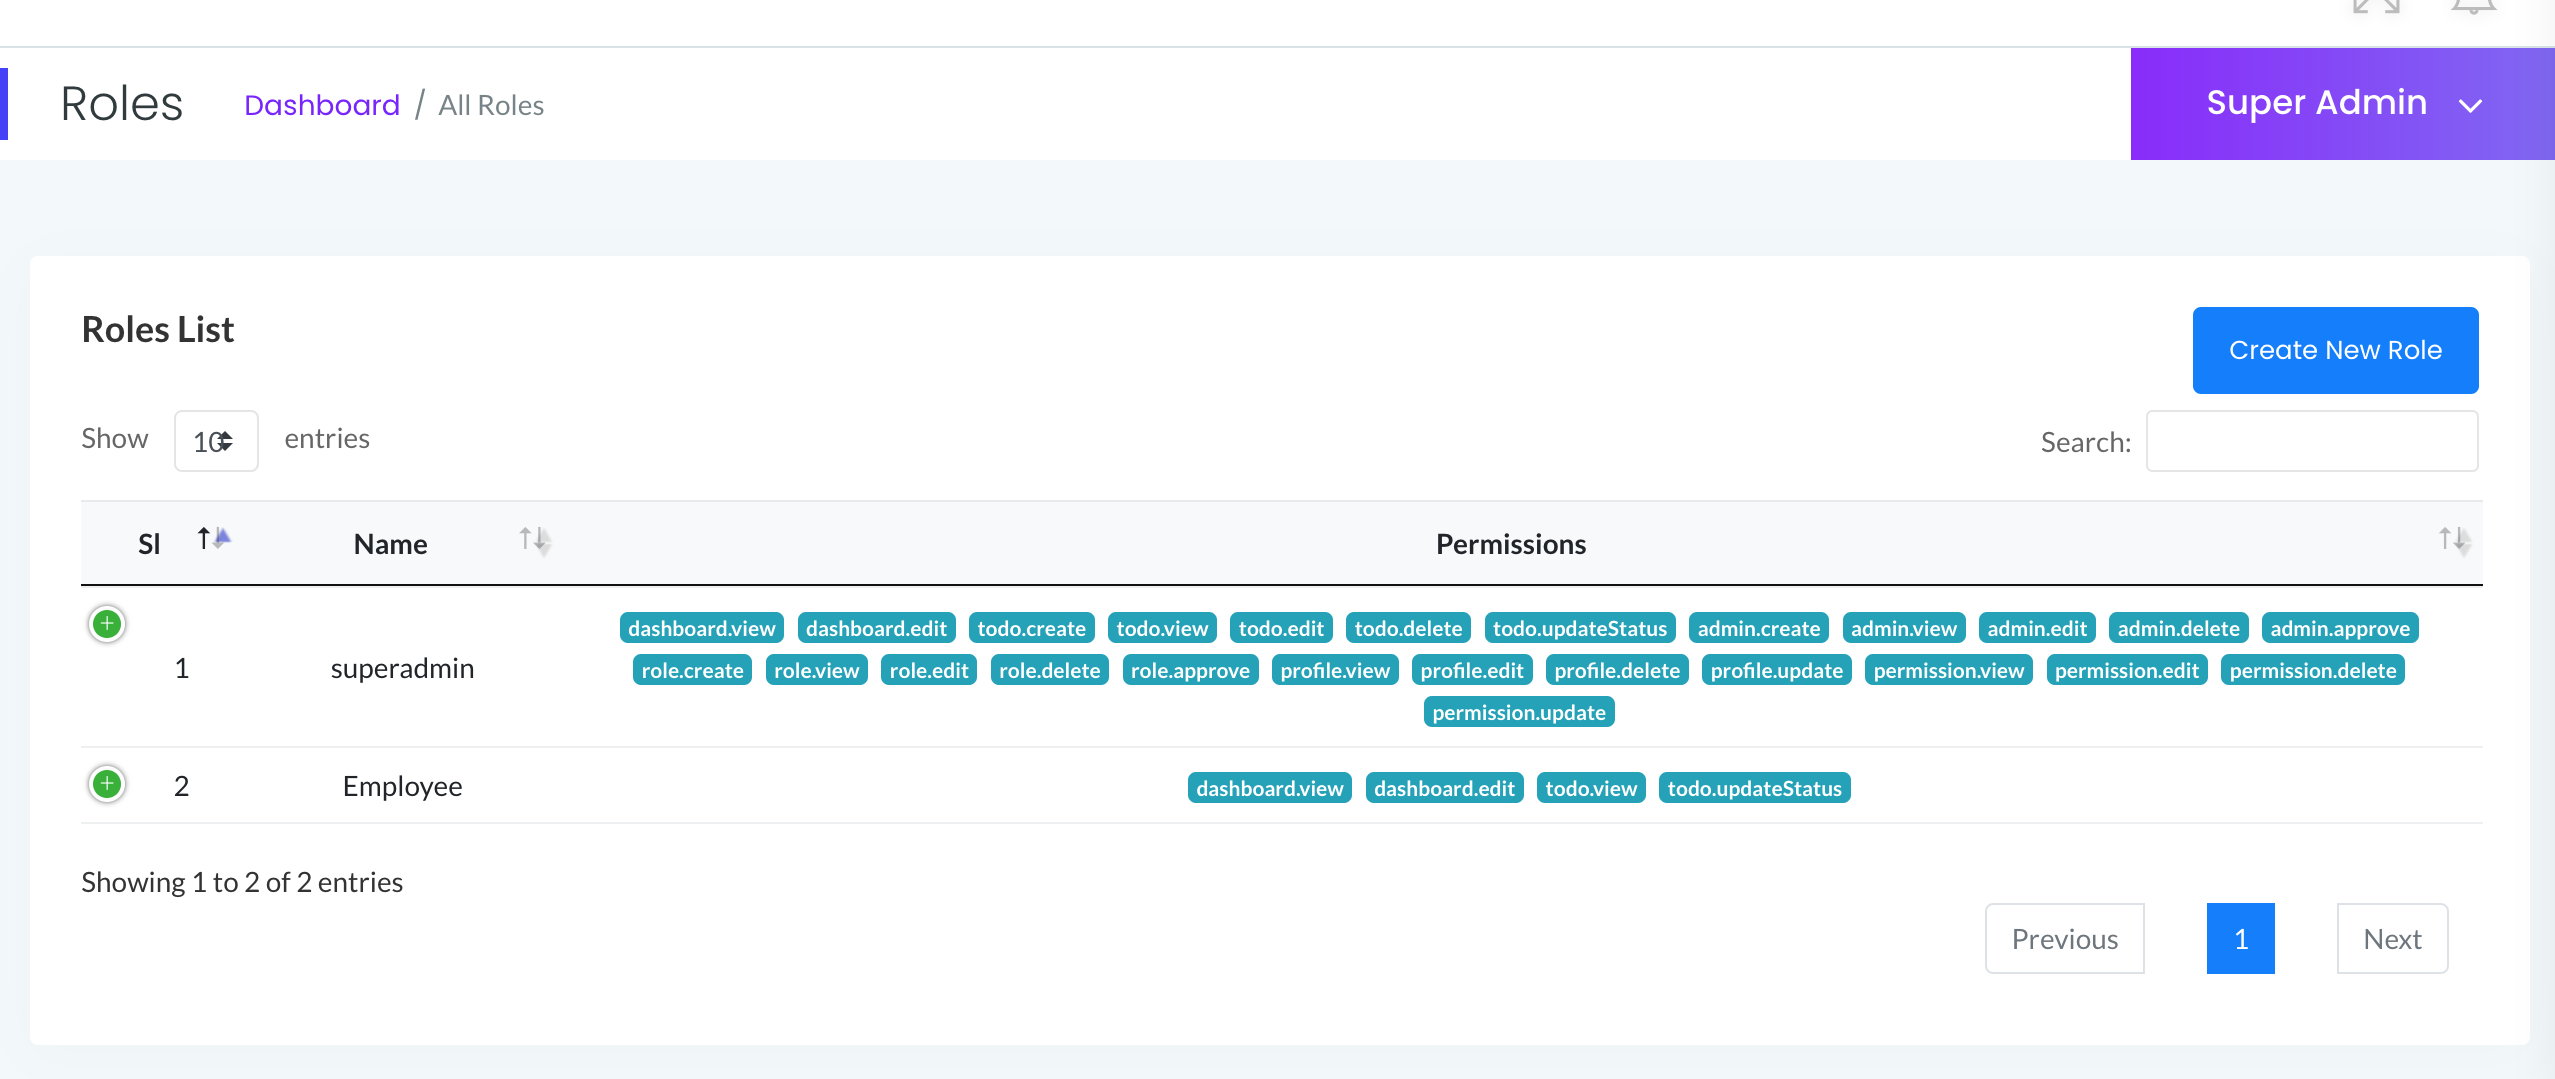 Roles
Dashboard / All Roles
Super Admin
Roles List
Create New Role
Show 10 entries
Search:
Sl Name Permissions
dashboard.view dashboard.edit todo.create todo.view todo.edit todo.delete todo.updateStatus admin.create admin.view admin.edit admin.delete admin.approve
1 superadmin role.create role.view role.edit role.delete role.approve profile.view profile.edit profile.delete profile.update permission.view permission.edit permission.delete
permission.update
2 Employee dashboard.view dashboard.edit todo.view todo.updateStatus
Showing 1 to 2 of 2 entries
Previous 1 Next